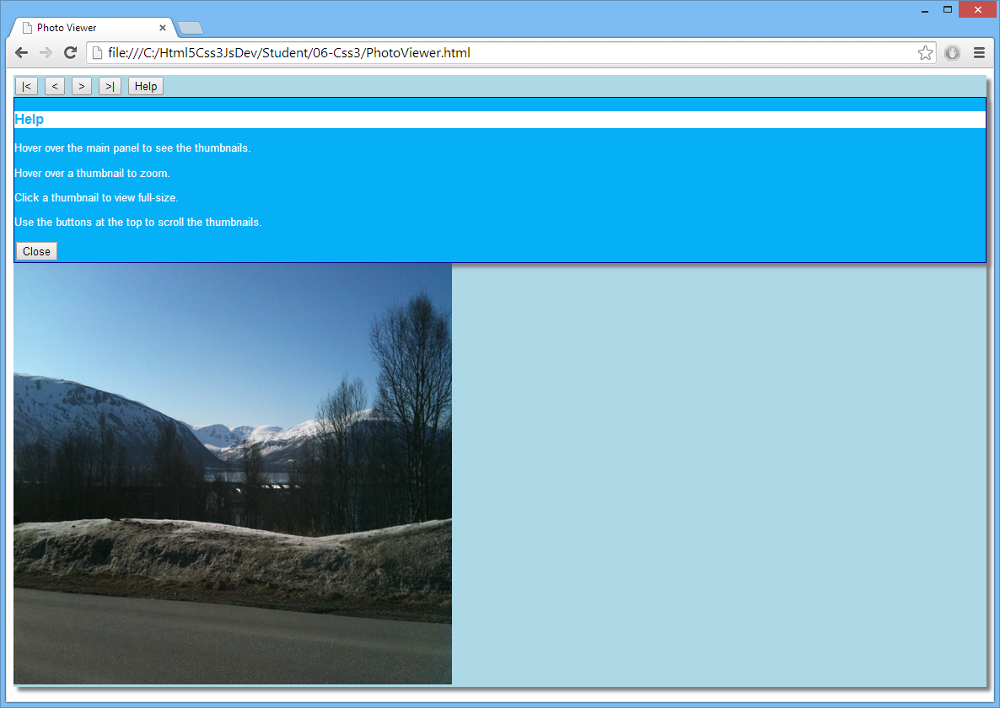 Photo Viewer
file:///C:/Html5Css3JsDev/Student/06-Css3/PhotoViewer.html
|< < > >| Help
Help
Hover over the main panel to see the thumbnails.
Hover over a thumbnail to zoom.
Click a thumbnail to view full-size.
Use the buttons at the top to scroll the thumbnails.
Close